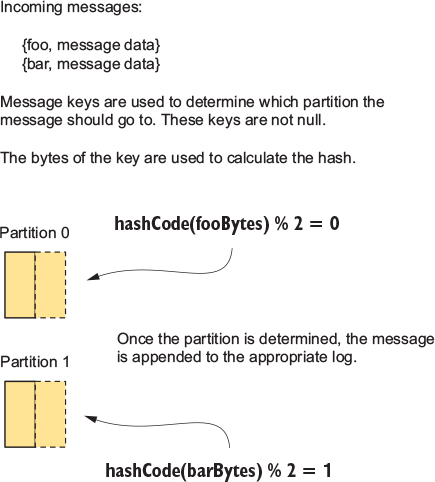 Incoming messages:
{foo, message data}
{bar, message data}
Message keys are used to determine which partition the
message should go to. These keys are not null.
The bytes of the key are used to calculate the hash.
hashCode(fooBytes) % 2 = 0
Partition 0
Once the partition is determined, the message
is appended to the appropriate log.
Partition 1
hashCode(barBytes) % 2 = 1